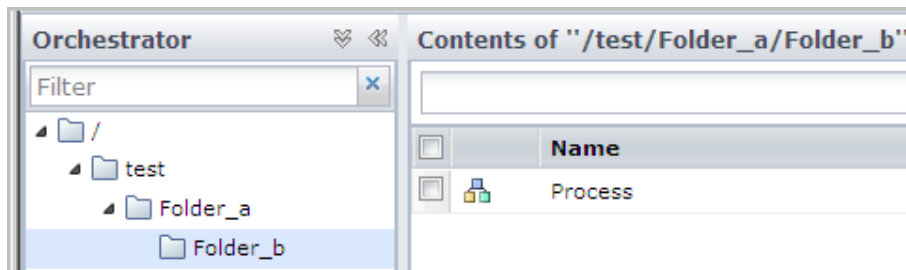 Orchestrator
Filter
/
test
Folder_a
Folder_b
Contents of "/test/Folder_a/Folder_b"
Name
Process